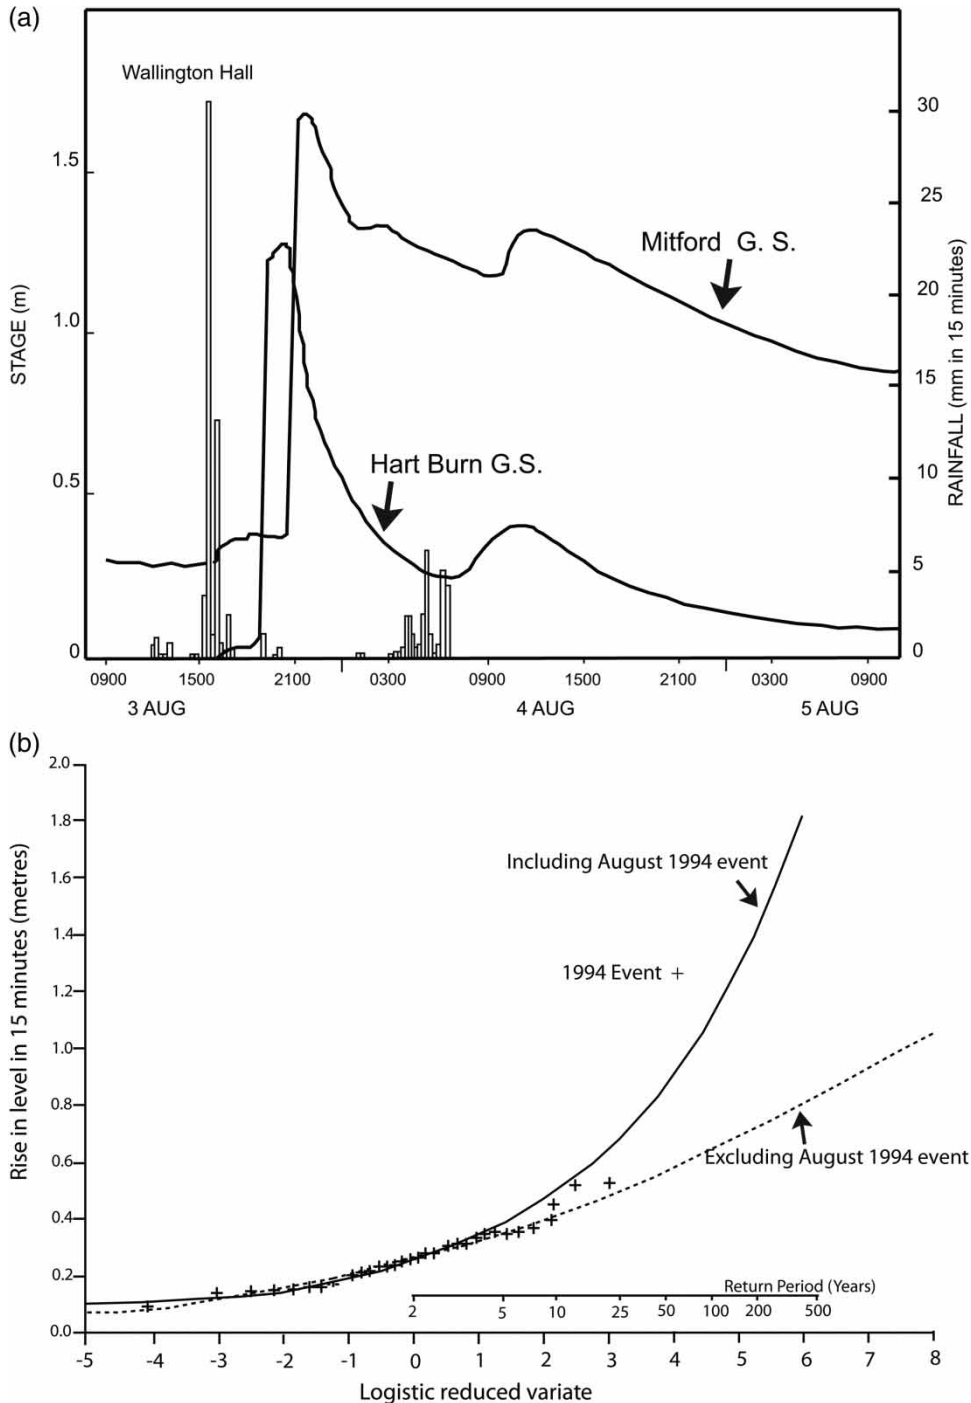 (a)
Wallington Hall
30
1.5
25
Mitford G. S.
20
STAGE (m)
1.0
RAINFALL (mm in 15 minutes)
15
Hart Burn G.S.
10
0.5
5
0
0
0900 1500 2100 0300 0900 1500 2100 0300 0900
3 AUG 4 AUG 5 AUG
(b)
2.0
1.8
Including August 1994 event
1.6
1.4
1994 Event +
1.2
Rise in level in 15 minutes (metres)
1.0
0.8
Excluding August 1994 event
0.6
0.4
0.2
Return Period (Years)
2 5 10 25 50 100 200 500
0.0
-5 -4 -3 -2 -1 0 1 2 3 4 5 6 7 8
Logistic reduced variate